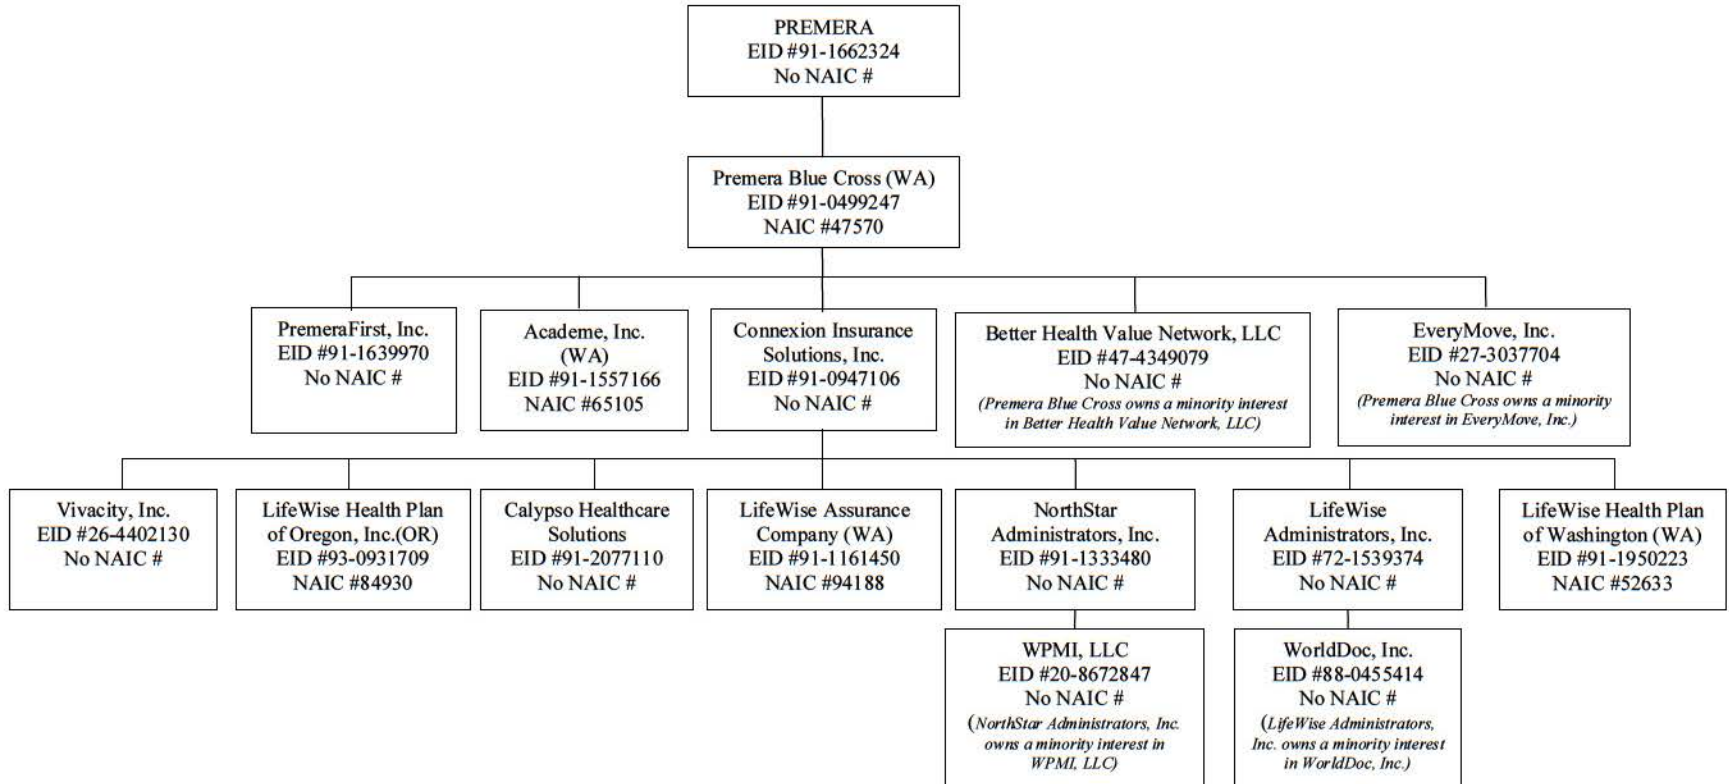 PREMERA
EID #91-1662324
No NAIC #
Premera Blue Cross (WA)
EID #91-0499247
NAIC #47570
PremeraFirst, Inc.
EID #91-1639970
No NAIC #
Academe, Inc.
(WA)
EID #91-1557166
NAIC #65105
Connexion Insurance
Solutions, Inc.
EID #91-0947106
No NAIC #
Better Health Value Network, LLC
EID #47-4349079
No NAIC #
(Premera Blue Cross owns a minority interest
in Better Health Value Network, LLC)
EveryMove, Inc.
EID #27-3037704
No NAIC #
(Premera Blue Cross owns a minority
interest in EveryMove, Inc.)
Vivacity, Inc.
EID #26-4402130
No NAIC #
LifeWise Health Plan
of Oregon, Inc.(OR)
EID #93-0931709
NAIC #84930
Calypso Healthcare
Solutions
EID #91-2077110
No NAIC #
LifeWise Assurance
Company (WA)
EID #91-1161450
NAIC #94188
NorthStar
Administrators, Inc.
EID #91-1333480
No NAIC #
LifeWise
Administrators, Inc.
EID #72-1539374
No NAIC #
LifeWise Health Plan
of Washington (WA)
EID #91-1950223
NAIC #52633
WPMI, LLC
EID #20-8672847
No NAIC #
(NorthStar Administrators, Inc.
owns a minority interest in
WPMI, LLC)
WorldDoc, Inc.
EID #88-0455414
No NAIC #
(LifeWise Administrators,
Inc. owns a minority interest
in WorldDoc, Inc.)